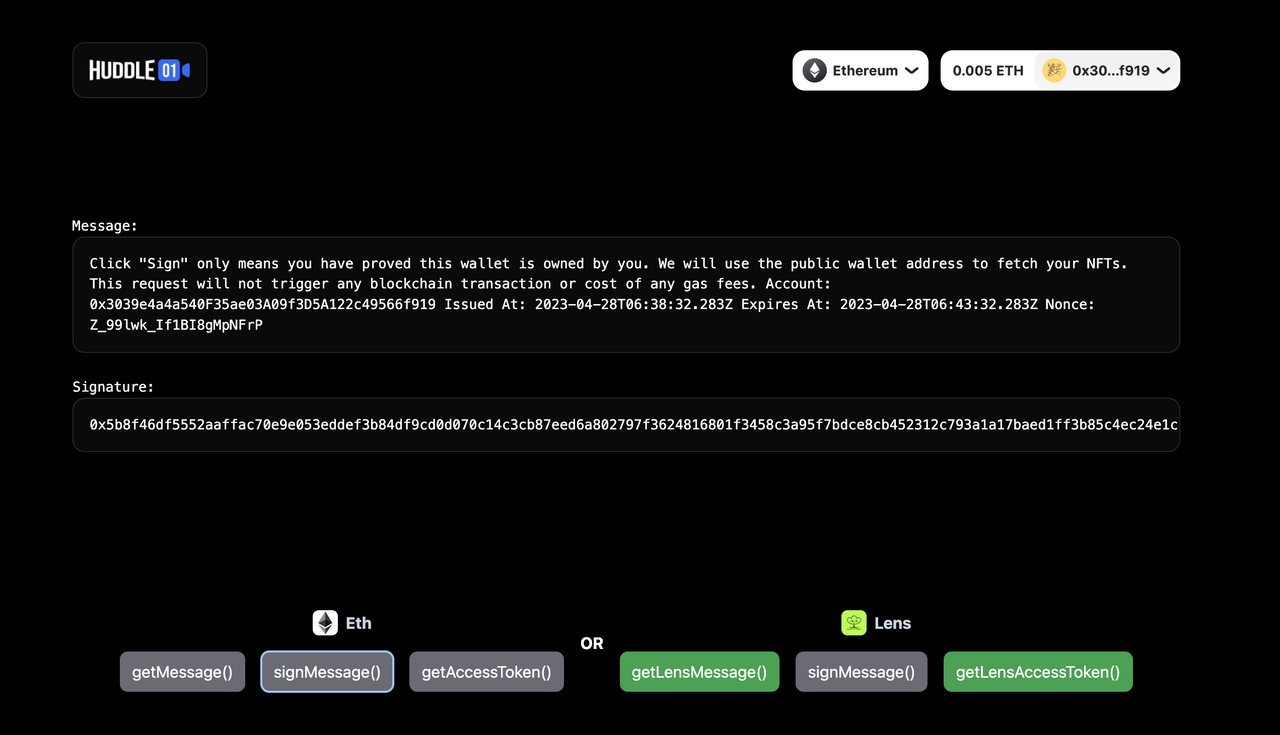 HUDDLE 01
Ethereum
0.005 ETH 0x30...f919
Message:
Click "Sign" only means you have proved this wallet is owned by you. We will use the public wallet address to fetch your NFTs.
This request will not trigger any blockchain transaction or cost of any gas fees. Account:
0x3039e4a4a540F35ae03A09f3D5A122c49566f919 Issued At: 2023-04-28T06:38:32.283Z Expires At: 2023-04-28T06:43:32.283Z Nonce:
Z_99lwk_If1BI8gMpNFrP
Signature:
0x5b8f46df5552aaffac70e9e053eddef3b84df9cd0d070c14c3cb87eed6a802797f3624816801f3458c3a95f7bdce8cb452312c793a1a17baed1ff3b85c4ec24e1c
Eth
getMessage() signMessage() getAccessToken()
OR
Lens
getLensMessage() signMessage() getLensAccessToken()